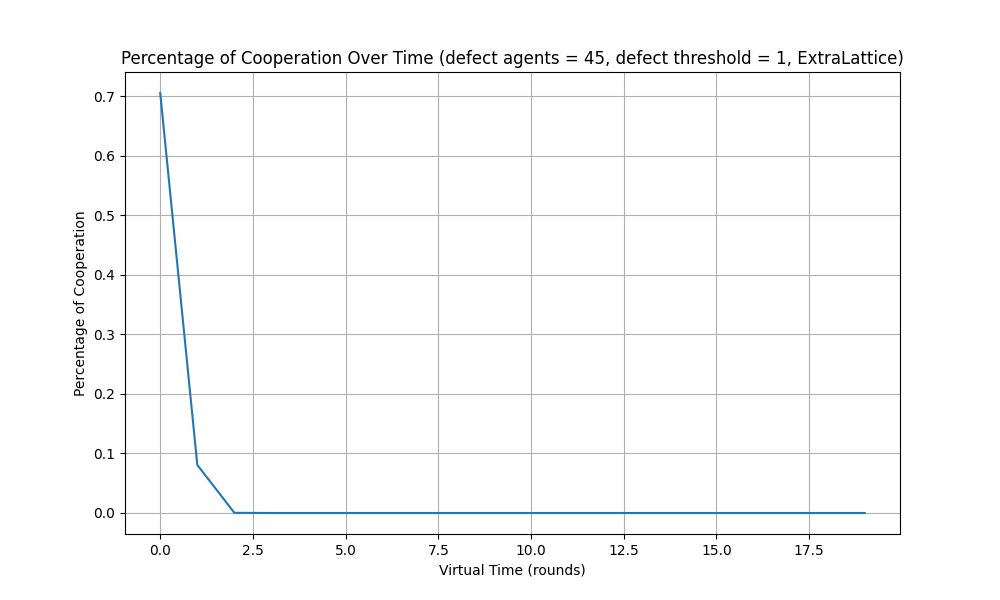 Percentage of Cooperation Over Time (defect agents = 45, defect threshold = 1, ExtraLattice)
Percentage of Cooperation
0.7
0.6
0.5
0.4
0.3
0.2
0.1
0.0
0.0 2.5 5.0 7.5 10.0 12.5 15.0 17.5
Virtual Time (rounds)